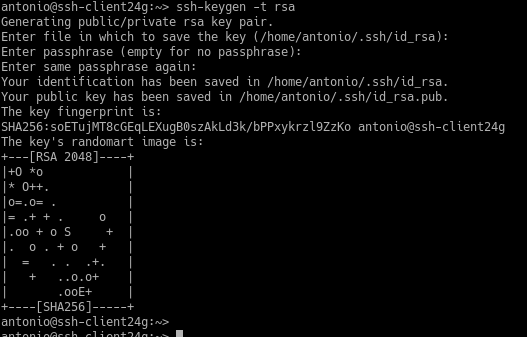 antonio@ssh-client24g:~> ssh-keygen -t rsa
Generating public/private rsa key pair.
Enter file in which to save the key (/home/antonio/.ssh/id_rsa):
Enter passphrase (empty for no passphrase):
Enter same passphrase again:
Your identification has been saved in /home/antonio/.ssh/id_rsa.
Your public key has been saved in /home/antonio/.ssh/id_rsa.pub.
The key fingerprint is:
SHA256:soETujMT8cGEqLEXugB0szAkLd3k/bPPxykrzl9ZzKo antonio@ssh-client24g
The key's randomart image is:
+---[RSA 2048]----+
|+O *o            |
|* O++.           |
|o=.o= .          |
|= .+ + .     o   |
|.oo + o S     +  |
|.  o . + o   +   |
|  =   . .  .+.   |
|   +   ..o.o+    |
|       .ooE+     |
+----[SHA256]-----+
antonio@ssh-client24g:~>
antonio@ssh-client24g:~>